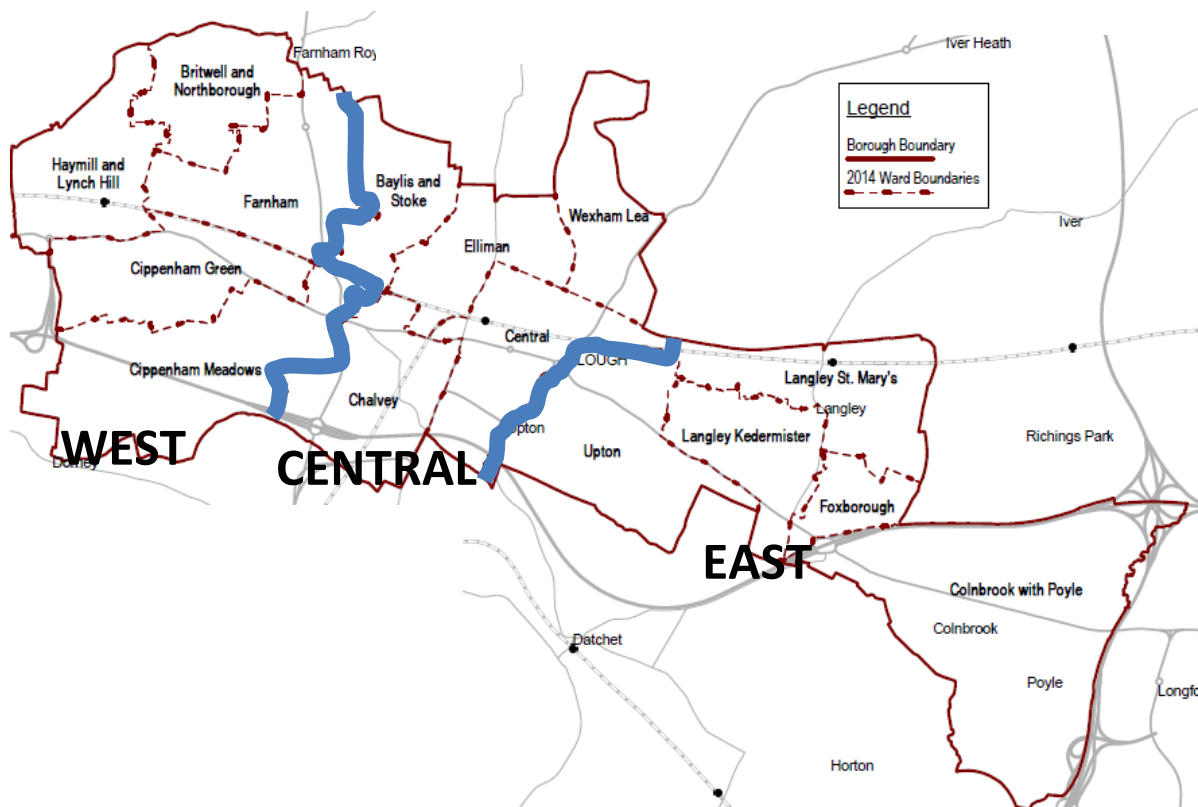 Farnham Roy
Iver Heath
Britwell and
Northborough
Legend
Borough Boundary
2014 Ward Boundaries
Haymill and
Lynch Hill
Baylis and
Stoke
Farnham
Wexham Lea
Iver
Elliman
Cippenham Green
Central
LOUGH
Cippenham Meadows
Langley St. Mary's
Chalvey
Langley
Upton
Langley Kedermister
Richings Park
WEST
Upton
Dorney
CENTRAL
Foxborough
EAST
Colnbrook with Poyle
Colnbrook
Datchet
Poyle
Longfo
Horton